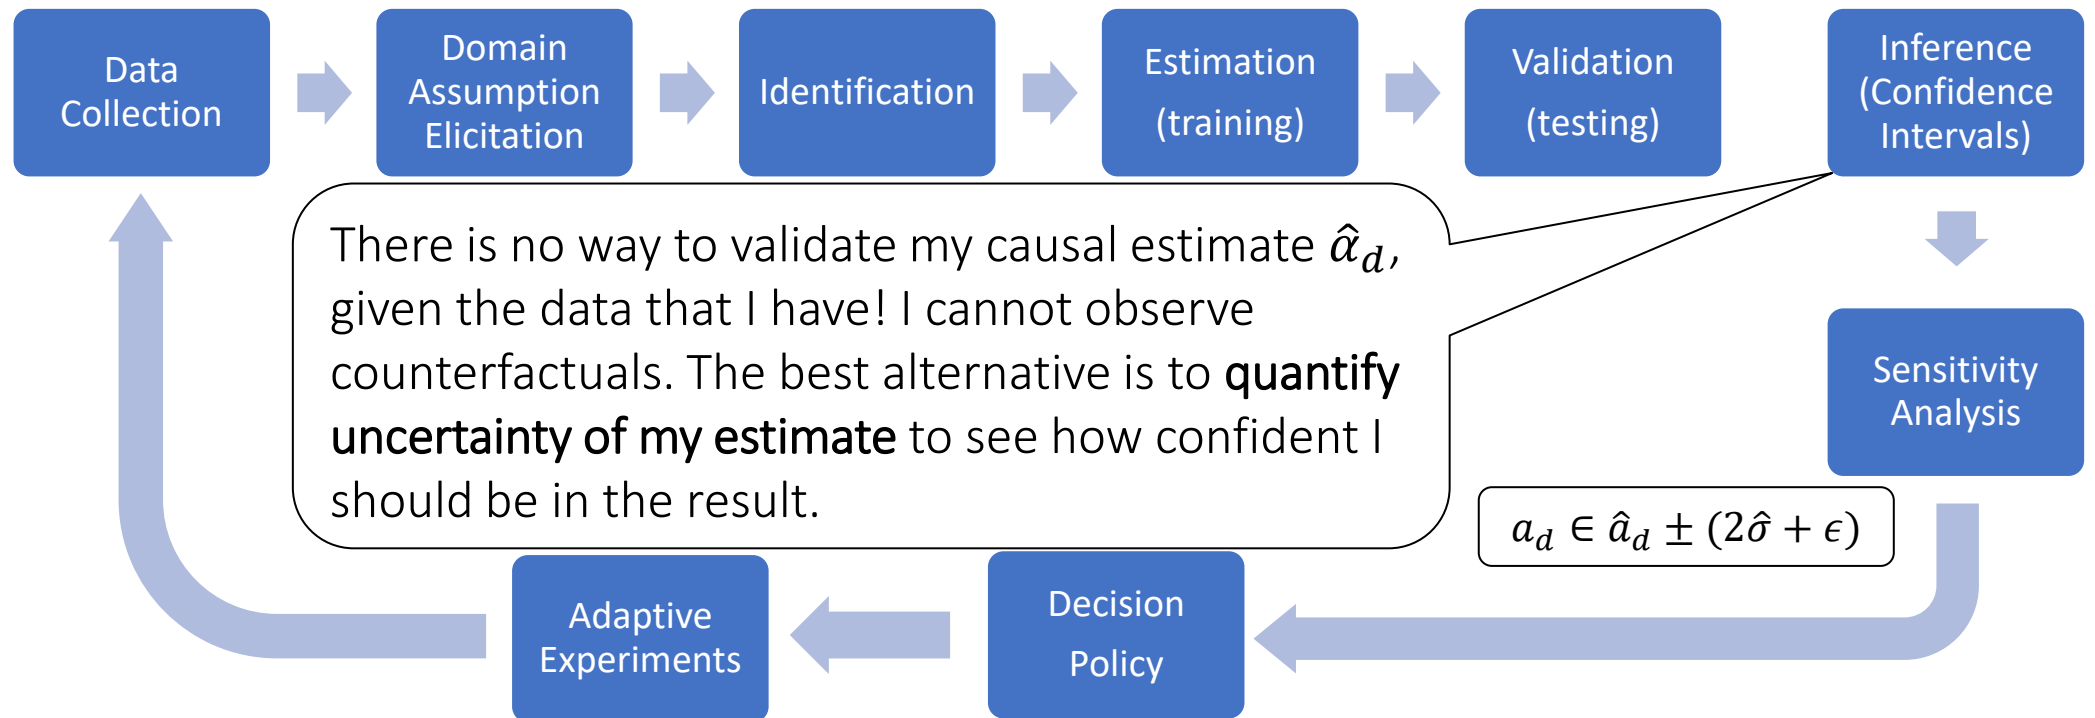 Data
Collection
Domain
Assumption
Elicitation
Identification
Estimation
(training)
Validation
(testing)
Inference
(Confidence
Intervals)
There is no way to validate my causal estimate α̂_d,
given the data that I have! I cannot observe
counterfactuals. The best alternative is to quantify
uncertainty of my estimate to see how confident I
should be in the result.
Sensitivity
Analysis
a_d ∈ â_d ± (2σ̂ + ϵ)
Decision
Policy
Adaptive
Experiments